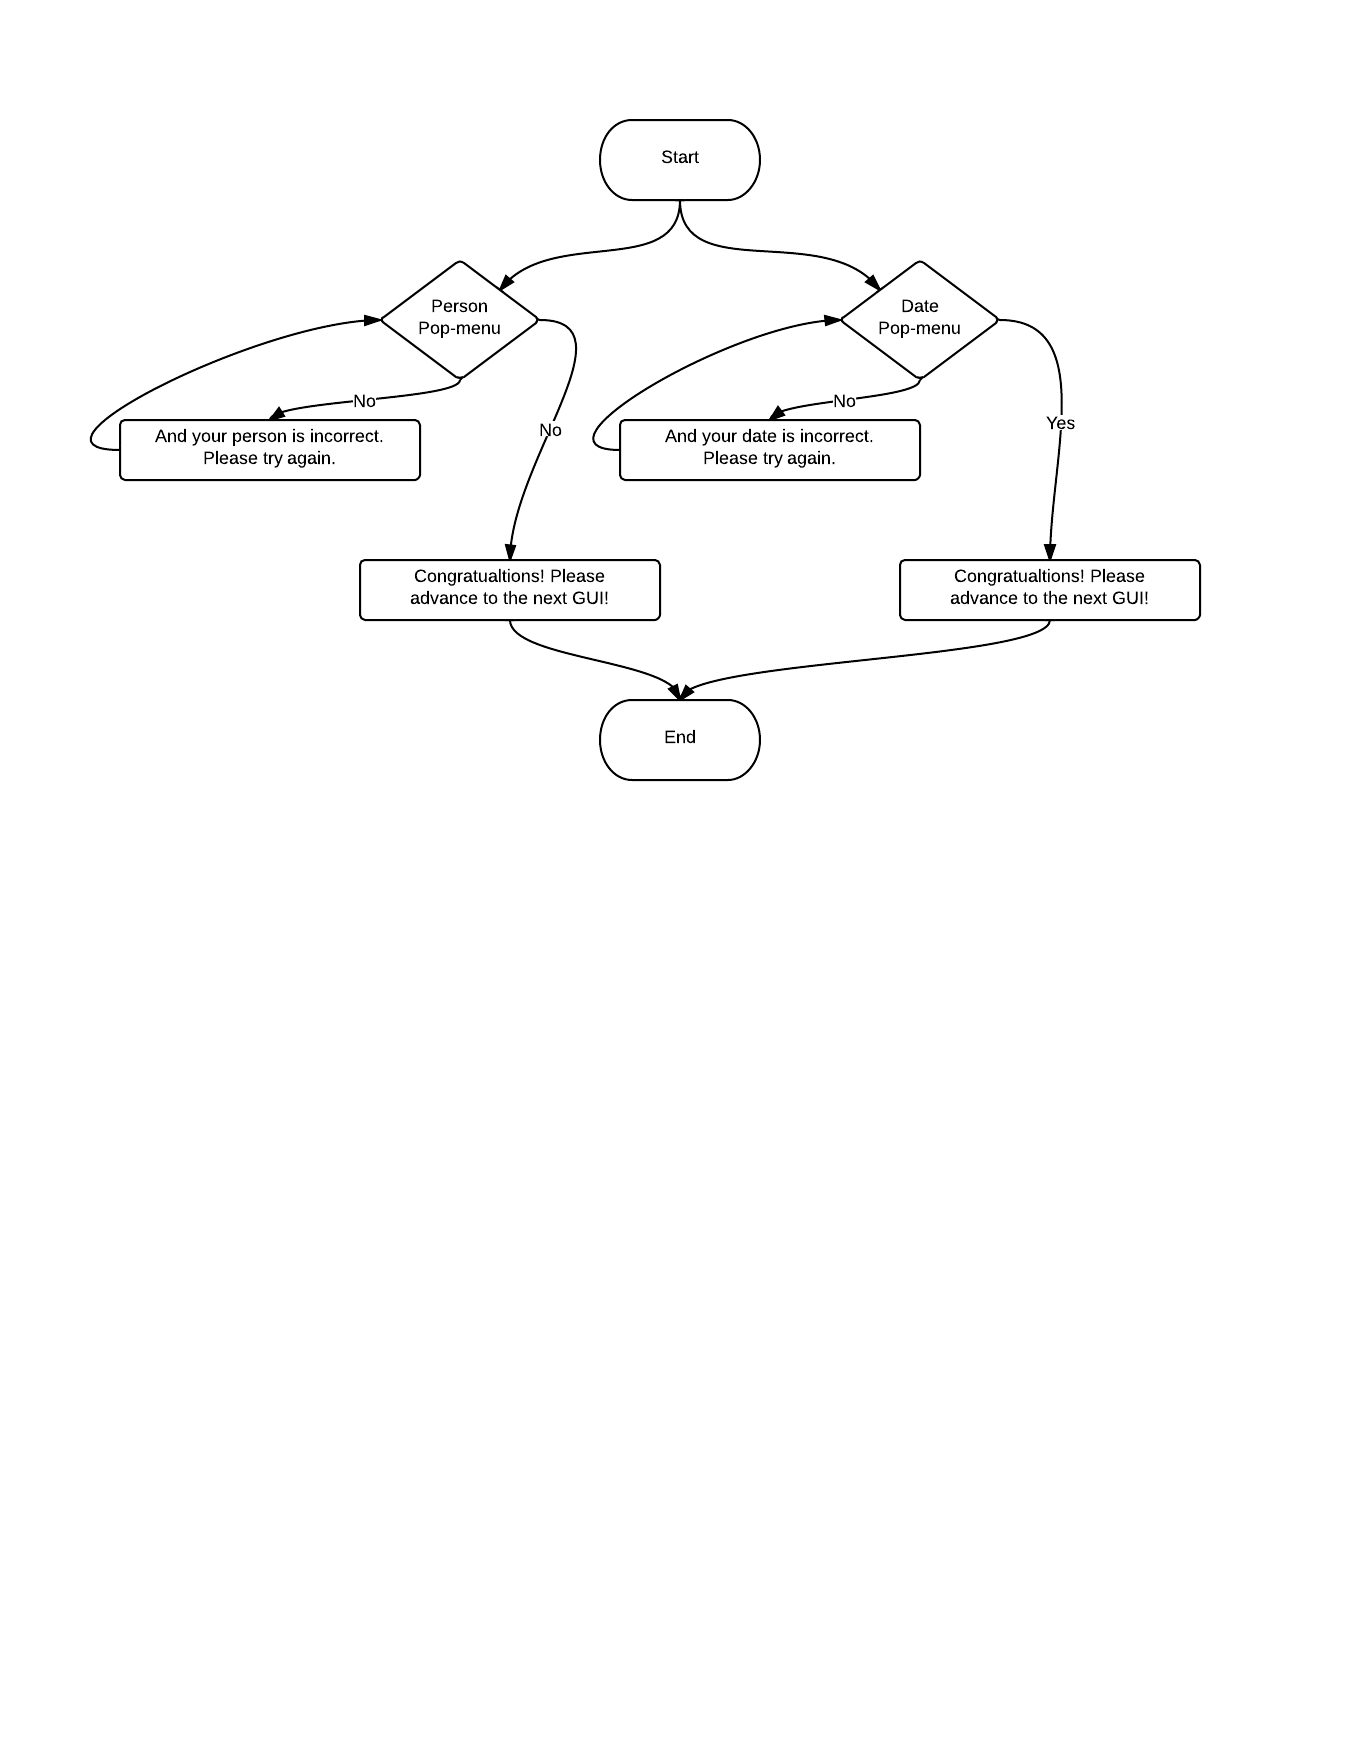 Start
Person
Pop-menu
Date
Pop-menu
No
No
And your person is incorrect.
Please try again.
No
And your date is incorrect.
Please try again.
Yes
Congratualtions! Please
advance to the next GUI!
Congratualtions! Please
advance to the next GUI!
End